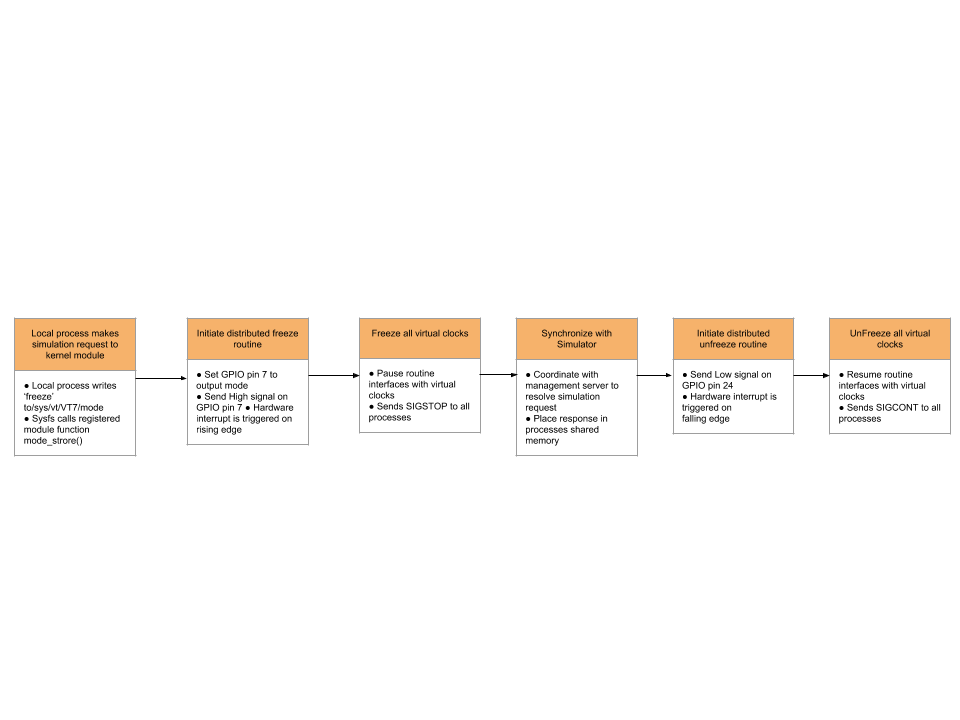 Local process makes
simulation request to
kernel module
● Local process writes
‘freeze’
to/sys/vt/VT7/mode
● Sysfs calls registered
module function
mode_strore()
Initiate distributed freeze
routine
● Set GPIO pin 7 to
output mode
● Send High signal on
GPIO pin 7 ● Hardware
interrupt is triggered on
rising edge
Freeze all virtual clocks
● Pause routine
interfaces with virtual
clocks
● Sends SIGSTOP to all
processes
Synchronize with
Simulator
● Coordinate with
management server to
resolve simulation
request
● Place response in
processes shared
memory
Initiate distributed
unfreeze routine
● Send Low signal on
GPIO pin 24
● Hardware interrupt is
triggered on
falling edge
UnFreeze all virtual
clocks
● Resume routine
interfaces with virtual
clocks
● Sends SIGCONT to all
processes